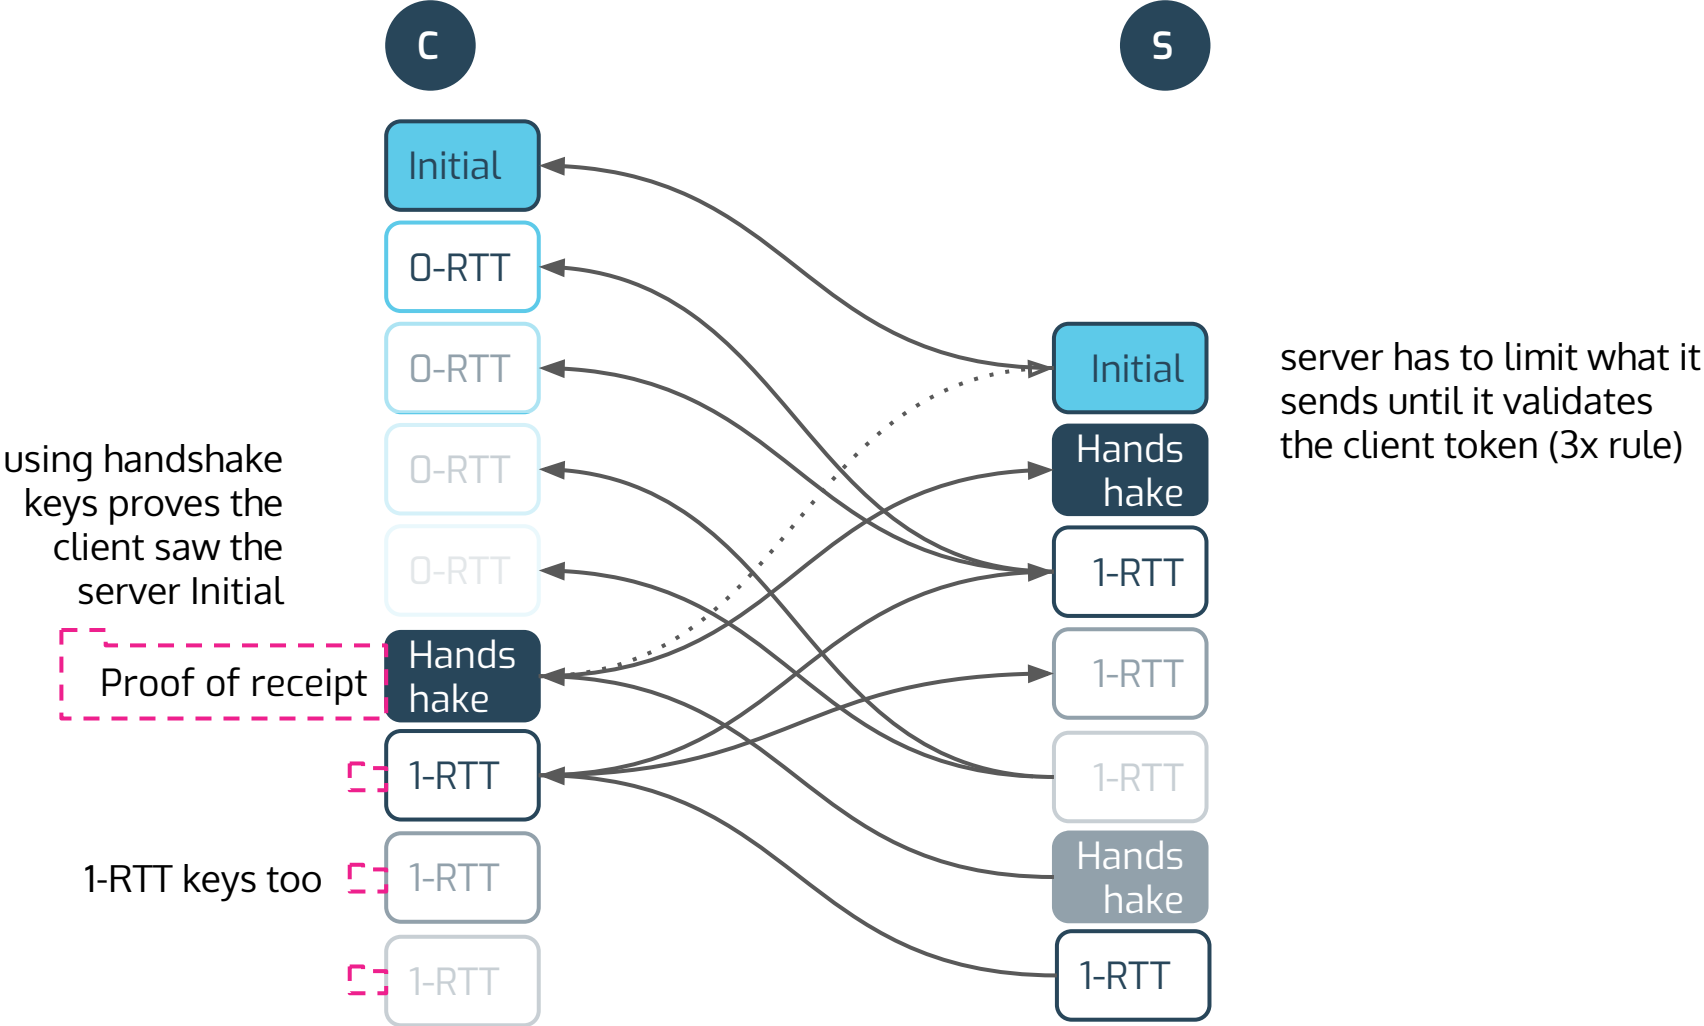 C
S
Initial
0-RTT
0-RTT
0-RTT
0-RTT
Hands
hake
1-RTT
1-RTT
1-RTT
Initial
Hands
hake
1-RTT
1-RTT
1-RTT
Hands
hake
1-RTT
using handshake
keys proves the
client saw the
server Initial
Proof of receipt
1-RTT keys too
server has to limit what it
sends until it validates
the client token (3x rule)